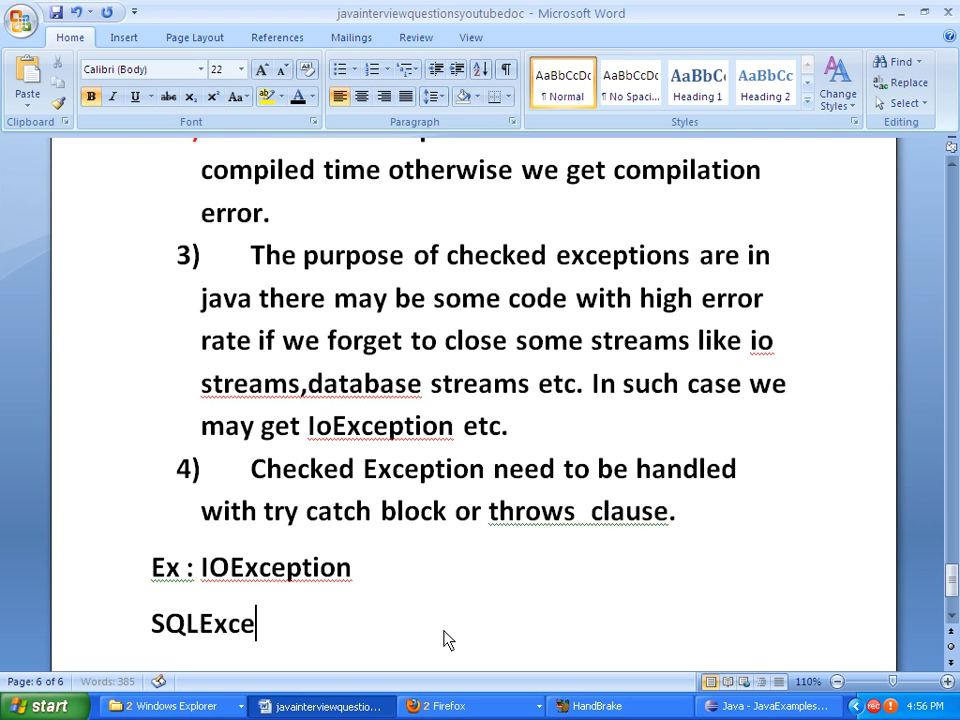 javainterviewquestionsyoutubedoc - Microsoft Word
Home Insert Page Layout References Mailings Review View
Calibri (Body) 22
Paste
B I U abc x₂ x² Aa
AaBbCcDc AaBbCcDc AaBbC AaBbCc
¶ Normal ¶ No Spaci... Heading 1 Heading 2
Change Styles
Find
Replace
Select
Clipboard Font Paragraph Styles Editing
compiled time otherwise we get compilation
error.
3) The purpose of checked exceptions are in
java there may be some code with high error
rate if we forget to close some streams like io
streams,database streams etc. In such case we
may get IoException etc.
4) Checked Exception need to be handled
with try catch block or throws clause.
Ex : IOException
SQLExce
Page: 6 of 6 Words: 385 110%
start 2 Windows Explorer javainterviewquestio... 2 Firefox HandBrake Java - JavaExamples... rec 4:56 PM